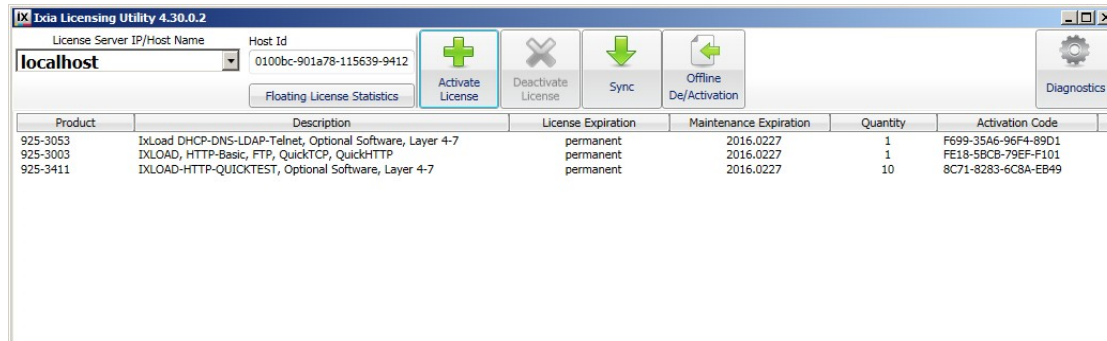 IX Ixia Licensing Utility 4.30.0.2
License Server IP/Host Name
Host Id
localhost
0100bc-901a78-115639-9412
Floating License Statistics
Activate
License
Deactivate
License
Sync
Offline
De/Activation
Diagnostics
Product Description License Expiration Maintenance Expiration Quantity Activation Code
925-3053 IxLoad DHCP-DNS-LDAP-Telnet, Optional Software, Layer 4-7 permanent 2016.0227 1 F699-35A6-96F4-89D1
925-3003 IXLOAD, HTTP-Basic, FTP, QuickTCP, QuickHTTP permanent 2016.0227 1 FE18-5BCB-79EF-F101
925-3411 IXLOAD-HTTP-QUICKTEST, Optional Software, Layer 4-7 permanent 2016.0227 10 8C71-8283-6C8A-EB49